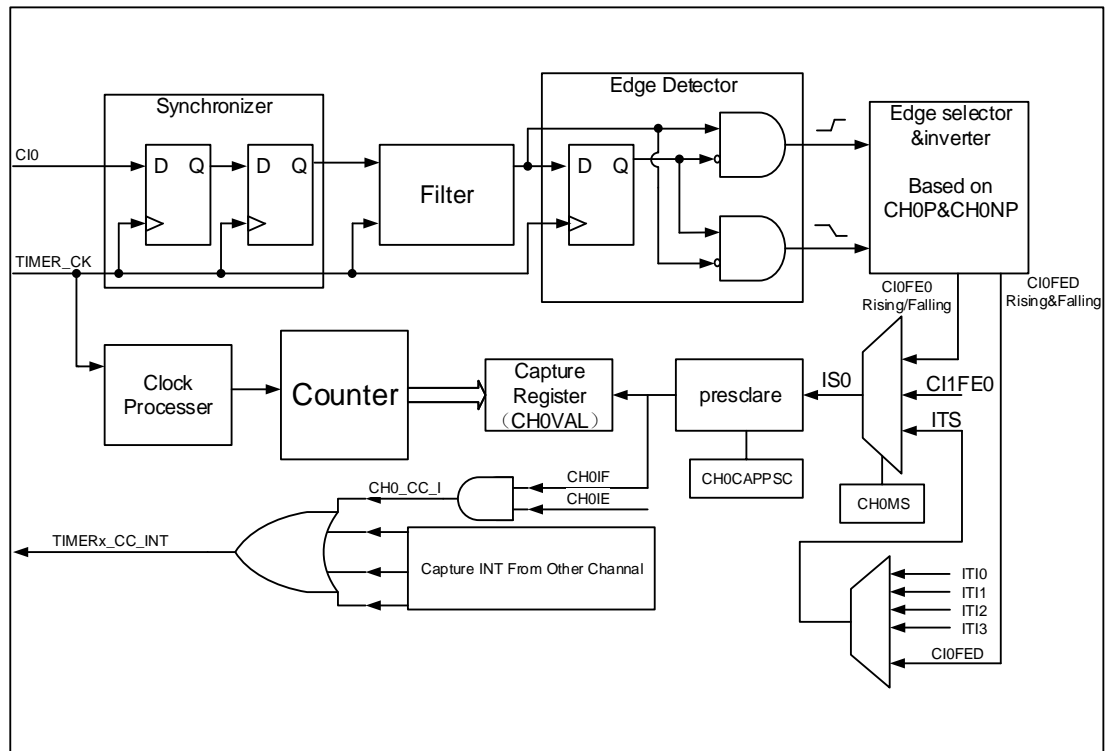 Synchronizer
Edge Detector
CI0
D Q
D Q
Filter
D Q
Edge selector
&inverter
Based on
CH0P&CH0NP
TIMER_CK
CI0FE0
Rising/Falling
CI0FED
Rising&Falling
Clock
Processer
Counter
Capture
Register
（CH0VAL）
presclare
IS0
CI1FE0
ITS
CH0CAPPSC
CH0MS
CH0IF
CH0IE
CH0_CC_I
TIMERx_CC_INT
Capture INT From Other Channal
ITI0
ITI1
ITI2
ITI3
CI0FED